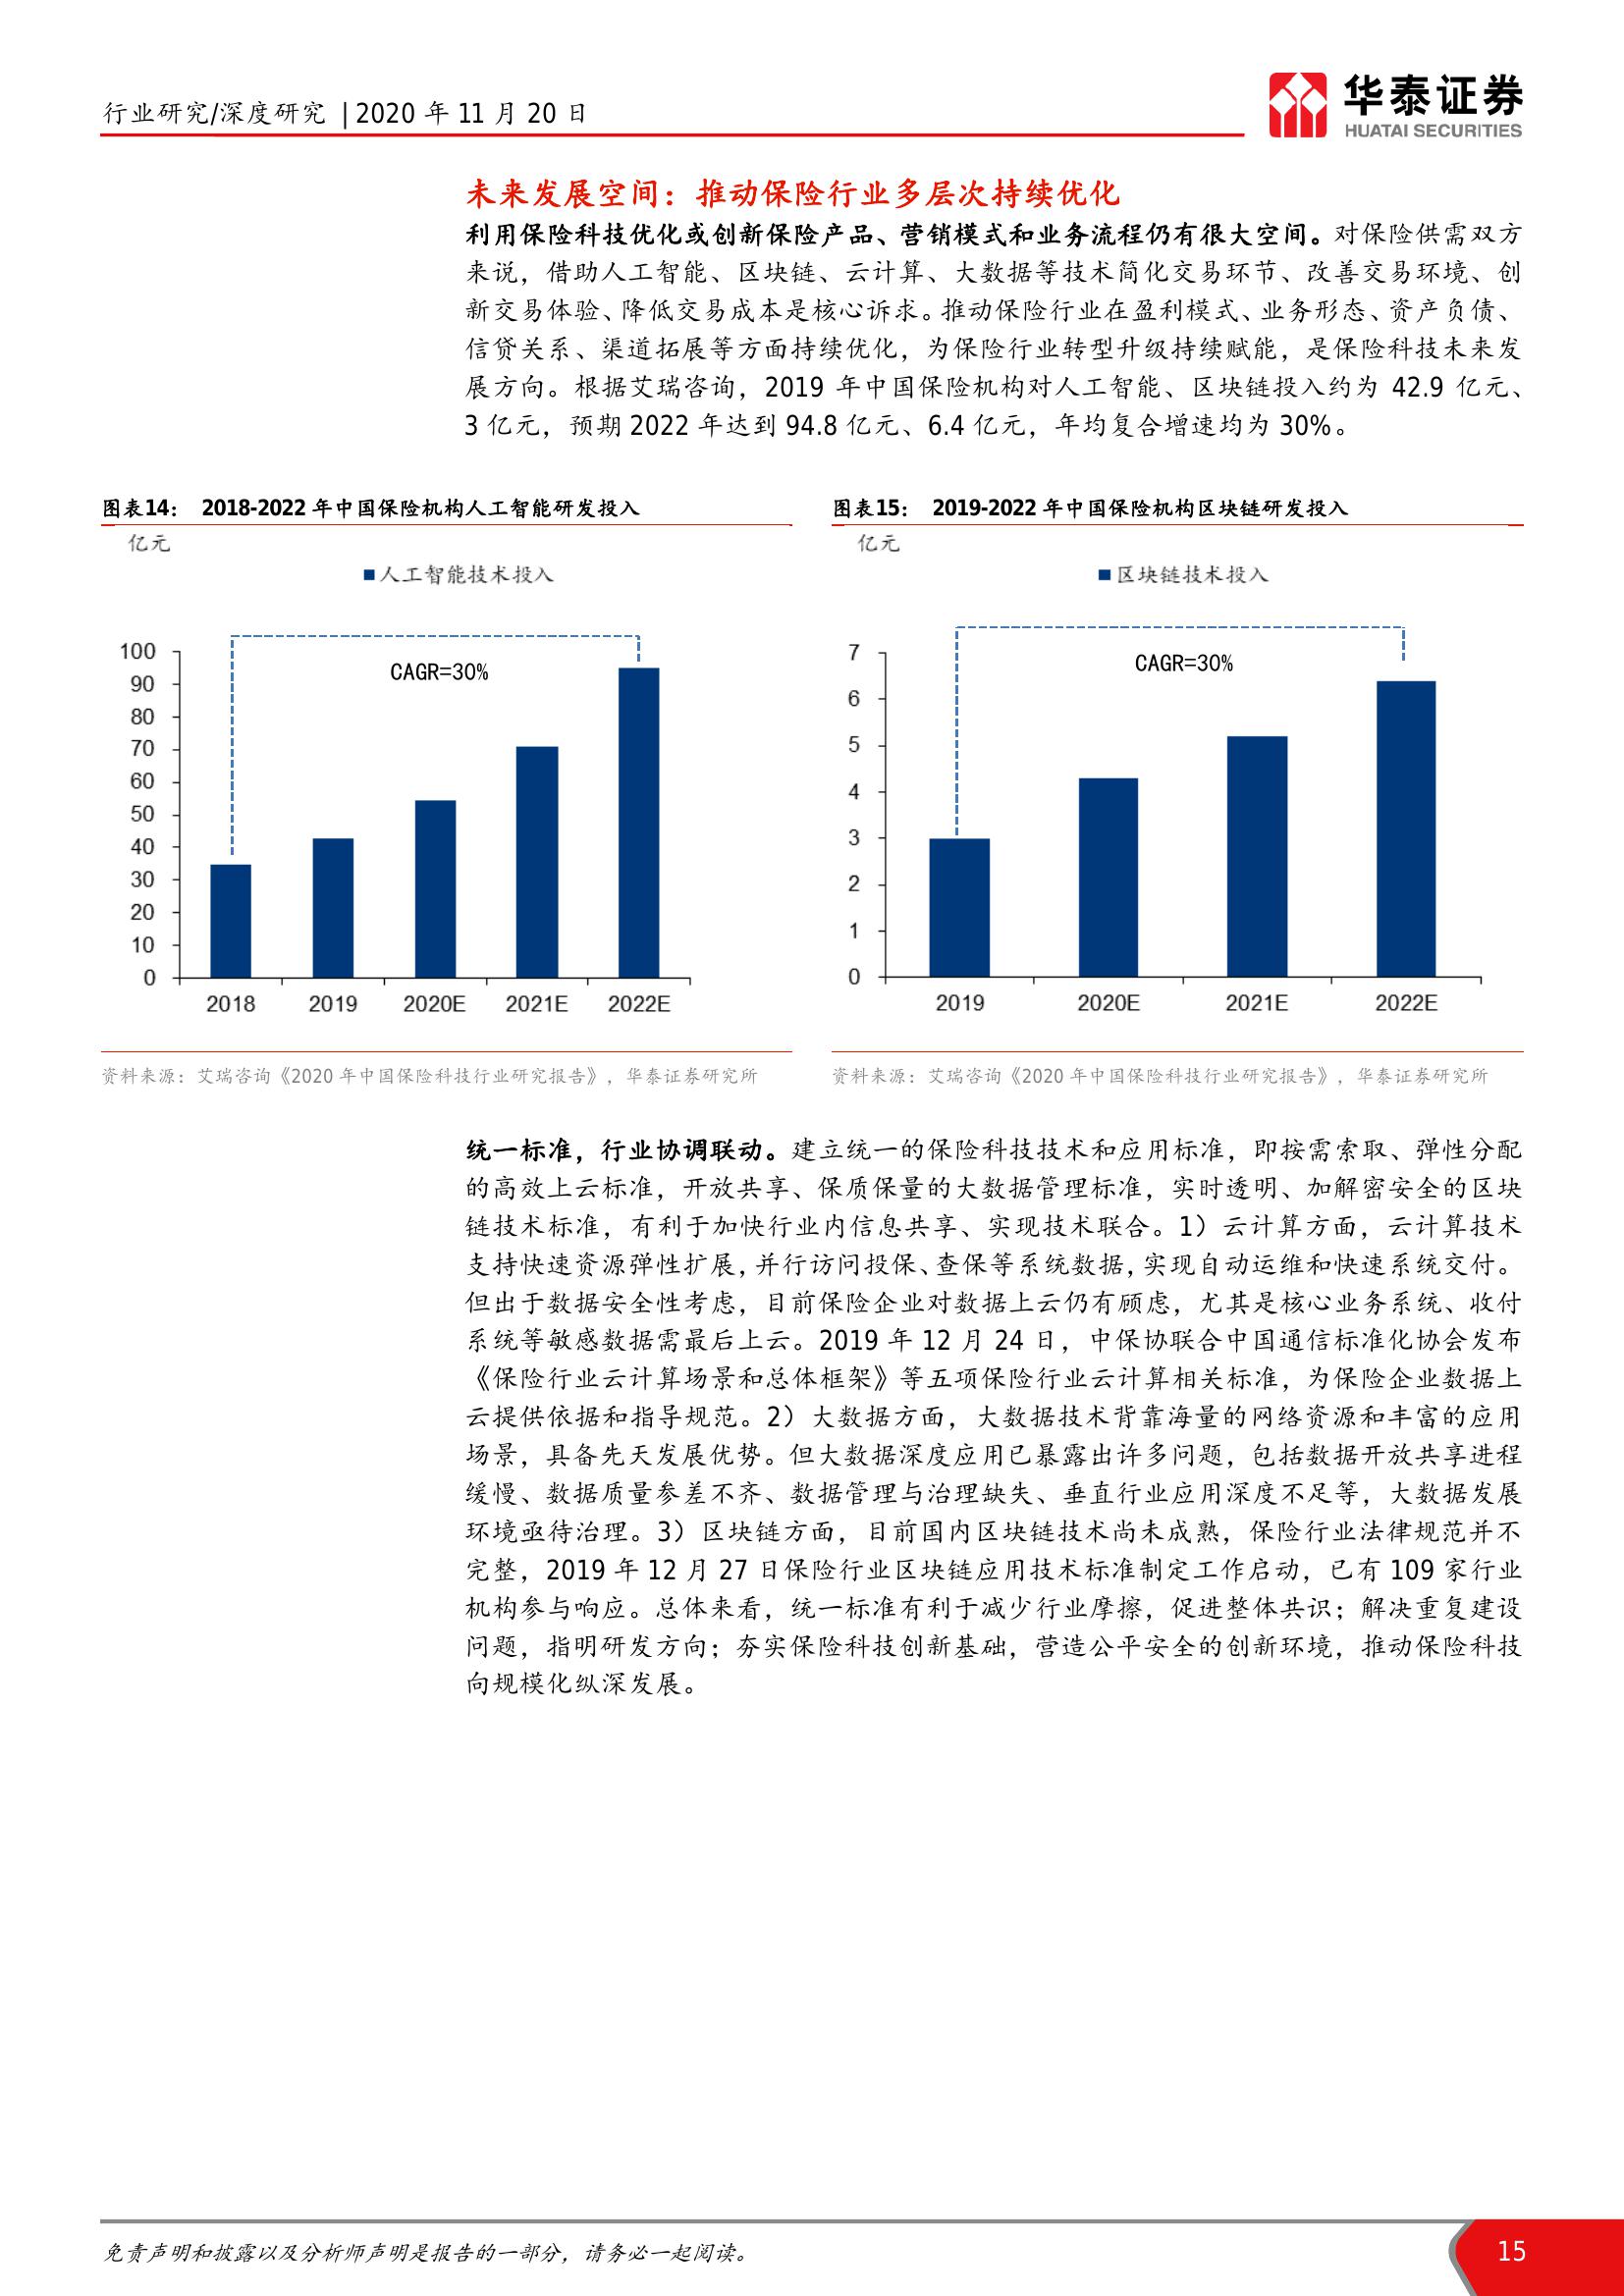 行业研究/深度研究 | 2020 年 11 月 20 日
华泰证券
HUATAI SECURITIES
未来发展空间：推动保险行业多层次持续优化
利用保险科技优化或创新保险产品、营销模式和业务流程仍有很大空间。对保险供需双方
来说，借助人工智能、区块链、云计算、大数据等技术简化交易环节、改善交易环境、创
新交易体验、降低交易成本是核心诉求。推动保险行业在盈利模式、业务形态、资产负债、
信贷关系、渠道拓展等方面持续优化，为保险行业转型升级持续赋能，是保险科技未来发
展方向。根据艾瑞咨询，2019 年中国保险机构对人工智能、区块链投入约为 42.9 亿元、
3 亿元，预期 2022 年达到 94.8 亿元、6.4 亿元，年均复合增速均为 30%。
图表14： 2018-2022 年中国保险机构人工智能研发投入
亿元
人工智能技术投入
CAGR=30%
100
90
80
70
60
50
40
30
20
10
0
2018 2019 2020E 2021E 2022E
资料来源：艾瑞咨询《2020 年中国保险科技行业研究报告》，华泰证券研究所
图表15： 2019-2022 年中国保险机构区块链研发投入
亿元
区块链技术投入
CAGR=30%
7
6
5
4
3
2
1
0
2019 2020E 2021E 2022E
资料来源：艾瑞咨询《2020 年中国保险科技行业研究报告》，华泰证券研究所
统一标准，行业协调联动。建立统一的保险科技技术和应用标准，即按需索取、弹性分配
的高效上云标准，开放共享、保质保量的大数据管理标准，实时透明、加解密安全的区块
链技术标准，有利于加快行业内信息共享、实现技术联合。1）云计算方面，云计算技术
支持快速资源弹性扩展，并行访问投保、查保等系统数据，实现自动运维和快速系统交付。
但出于数据安全性考虑，目前保险企业对数据上云仍有顾虑，尤其是核心业务系统、收付
系统等敏感数据需最后上云。2019 年 12 月 24 日，中保协联合中国通信标准化协会发布
《保险行业云计算场景和总体框架》等五项保险行业云计算相关标准，为保险企业数据上
云提供依据和指导规范。2）大数据方面，大数据技术背靠海量的网络资源和丰富的应用
场景，具备先天发展优势。但大数据深度应用已暴露出许多问题，包括数据开放共享进程
缓慢、数据质量参差不齐、数据管理与治理缺失、垂直行业应用深度不足等，大数据发展
环境亟待治理。3）区块链方面，目前国内区块链技术尚未成熟，保险行业法律规范并不
完整，2019 年 12 月 27 日保险行业区块链应用技术标准制定工作启动，已有 109 家行业
机构参与响应。总体来看，统一标准有利于减少行业摩擦，促进整体共识；解决重复建设
问题，指明研发方向；夯实保险科技创新基础，营造公平安全的创新环境，推动保险科技
向规模化纵深发展。
免责声明和披露以及分析师声明是报告的一部分，请务必一起阅读。
15